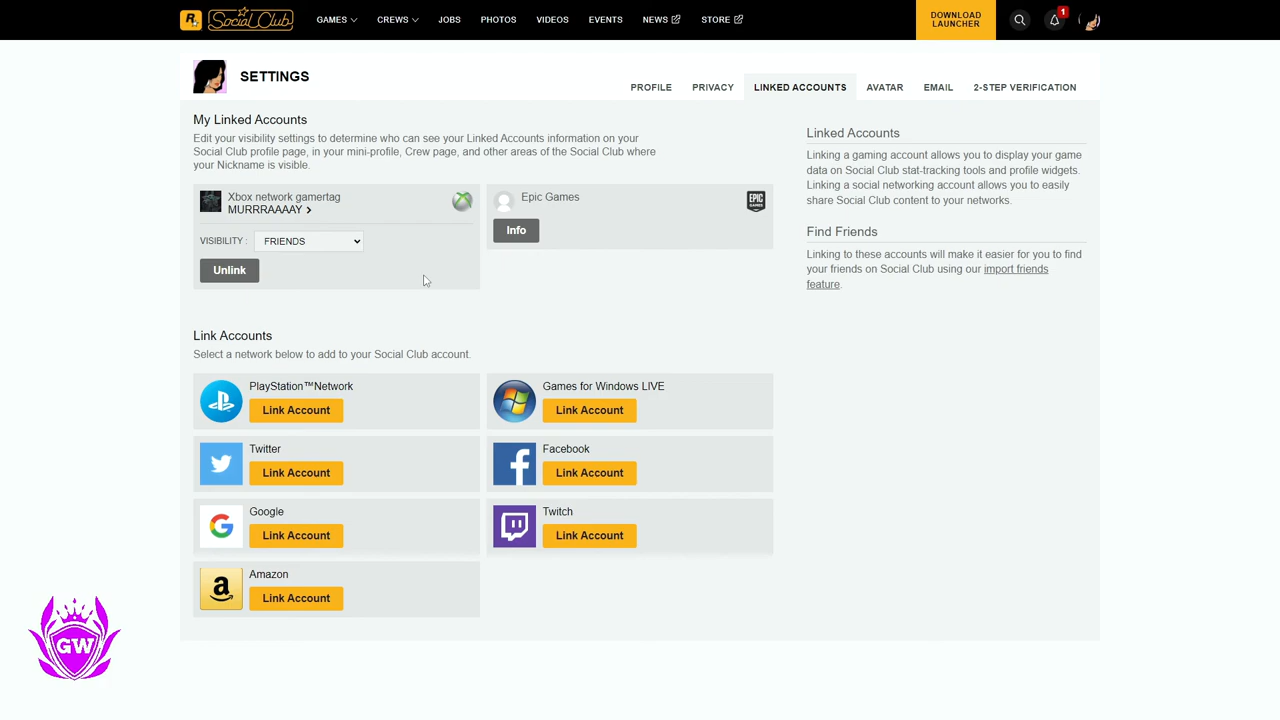 R Social Club GAMES CREWS JOBS PHOTOS VIDEOS EVENTS NEWS STORE DOWNLOAD LAUNCHER 1
SETTINGS
PROFILE PRIVACY LINKED ACCOUNTS AVATAR EMAIL 2-STEP VERIFICATION
My Linked Accounts
Edit your visibility settings to determine who can see your Linked Accounts information on your
Social Club profile page, in your mini-profile, Crew page, and other areas of the Social Club where
your Nickname is visible.
Xbox network gamertag
MURRRAAAAY
VISIBILITY : FRIENDS
Unlink
Epic Games
EPIC GAMES
Info
Linked Accounts
Linking a gaming account allows you to display your game
data on Social Club stat-tracking tools and profile widgets.
Linking a social networking account allows you to easily
share Social Club content to your networks.
Find Friends
Linking to these accounts will make it easier for you to find
your friends on Social Club using our import friends
feature.
Link Accounts
Select a network below to add to your Social Club account.
PlayStation™Network
Link Account
Games for Windows LIVE
Link Account
Twitter
Link Account
Facebook
Link Account
Google
Link Account
Twitch
Link Account
Amazon
Link Account
GW